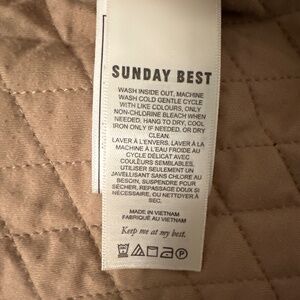 SUNDAY BEST
WASH INSIDE OUT, MACHINE
WASH COLD GENTLE CYCLE
WITH LIKE COLOURS, ONLY
NON-CHLORINE BLEACH WHEN
NEEDED, HANG TO DRY, COOL
IRON ONLY IF NEEDED, OR DRY
CLEAN.
LAVER À L'ENVERS, LAVER À LA
MACHINE À L'EAU FROIDE AU
CYCLE DÉLICAT AVEC
COULEURS SEMILABLES,
UTILISER SEULEMENT UN
JAVELLISANT SANS CHLORE AU
BESOIN, SUSPENDRE POUR
SÉCHER, REPASSAGE DOUX SI
NÉCESSAIRE, OU NETTOYER À
SEC.
MADE IN VIETNAM
FABRIQUÉ AU VIETNAM
Keep me at my best.
P